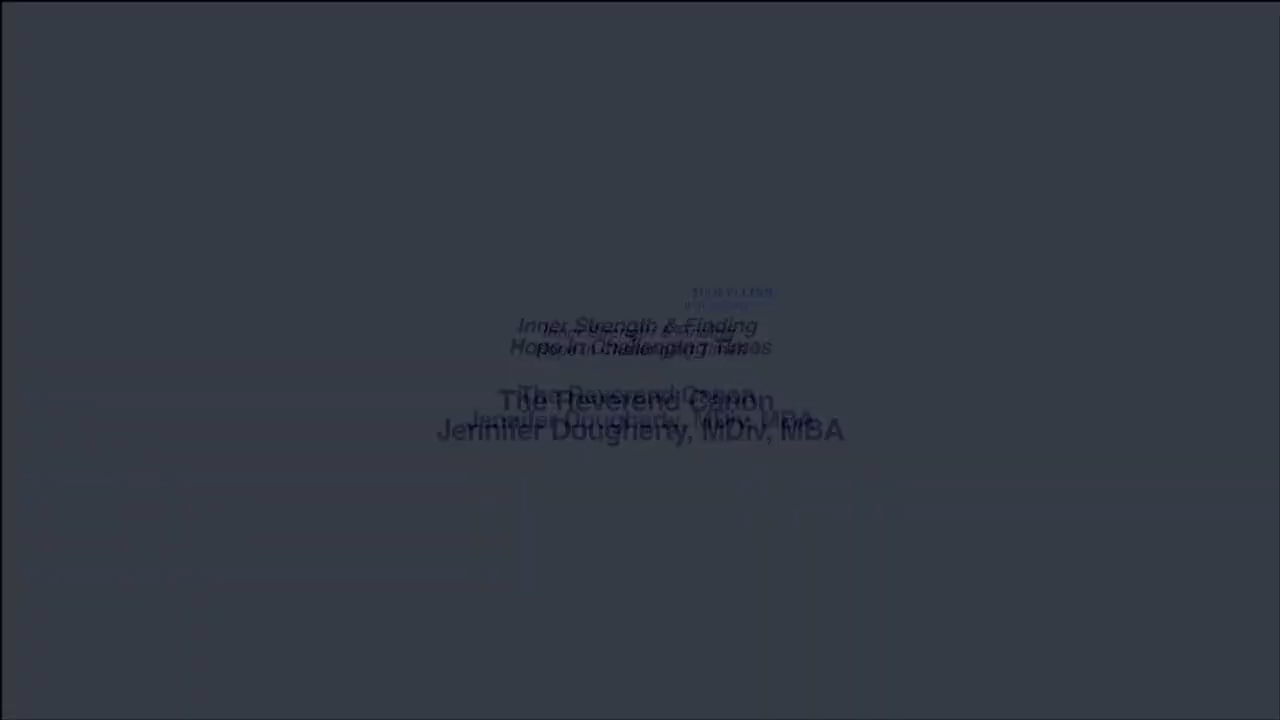 Inner Strength & Finding
Hope in Challenging Times
The Reverend Canon
Jennifer Dougherty, MDiv, MBA